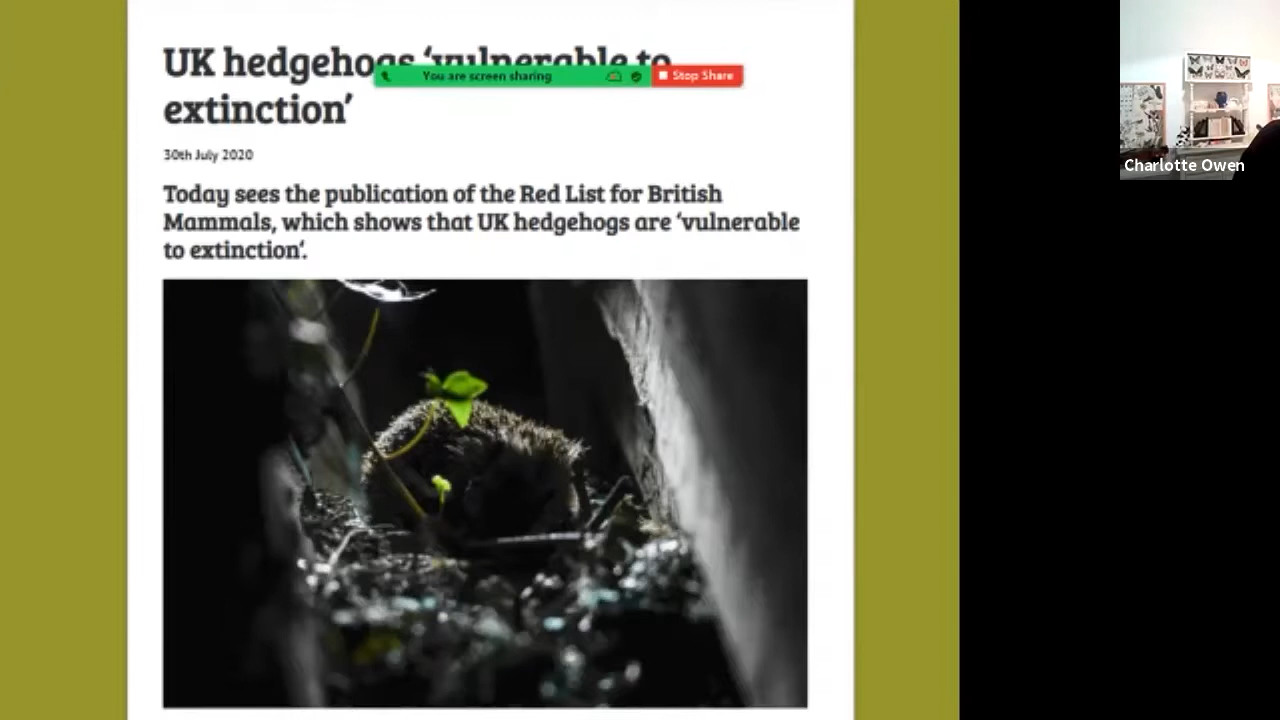 UK hedgehogs ‘vulnerable to
extinction’
You are screen sharing
Stop Share
30th July 2020
Today sees the publication of the Red List for British
Mammals, which shows that UK hedgehogs are ‘vulnerable
to extinction’.
Charlotte Owen